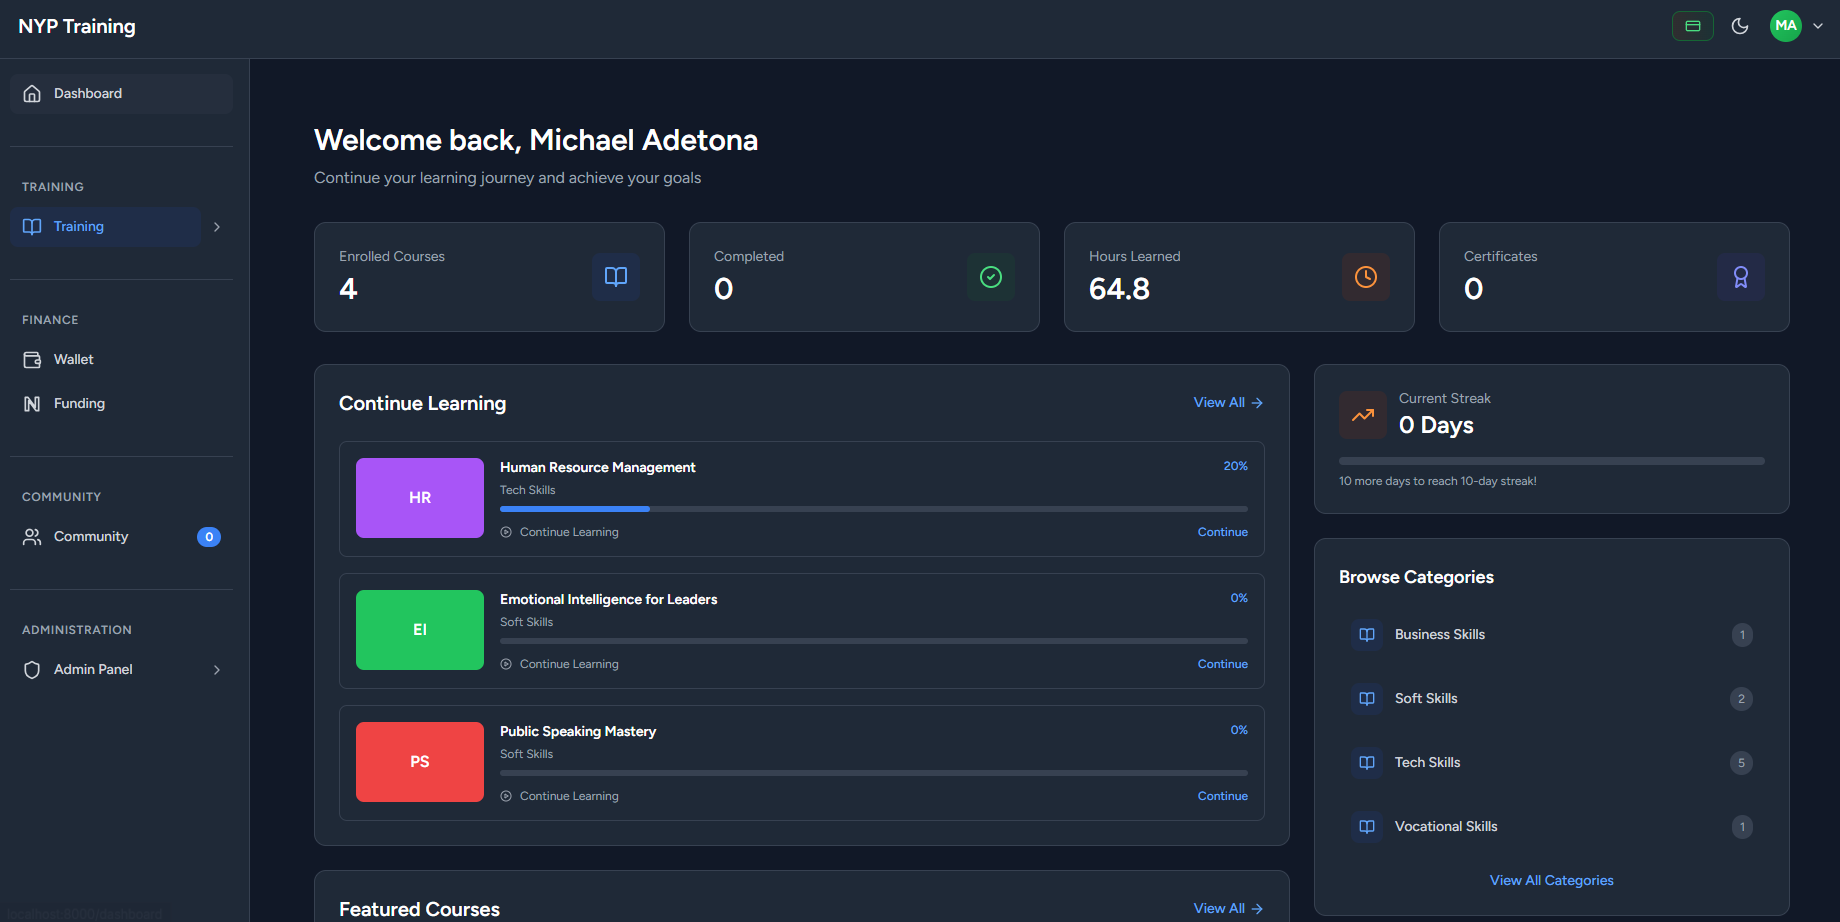 NYP Training
MA
Dashboard
TRAINING
Training
FINANCE
Wallet
Funding
COMMUNITY
Community
0
ADMINISTRATION
Admin Panel
Welcome back, Michael Adetona
Continue your learning journey and achieve your goals
Enrolled Courses
4
Completed
0
Hours Learned
64.8
Certificates
0
Continue Learning
View All
HR
Human Resource Management
20%
Tech Skills
Continue Learning
Continue
EI
Emotional Intelligence for Leaders
0%
Soft Skills
Continue Learning
Continue
PS
Public Speaking Mastery
0%
Soft Skills
Continue Learning
Continue
Featured Courses
View All
Current Streak
0 Days
10 more days to reach 10-day streak!
Browse Categories
Business Skills
1
Soft Skills
2
Tech Skills
5
Vocational Skills
1
View All Categories